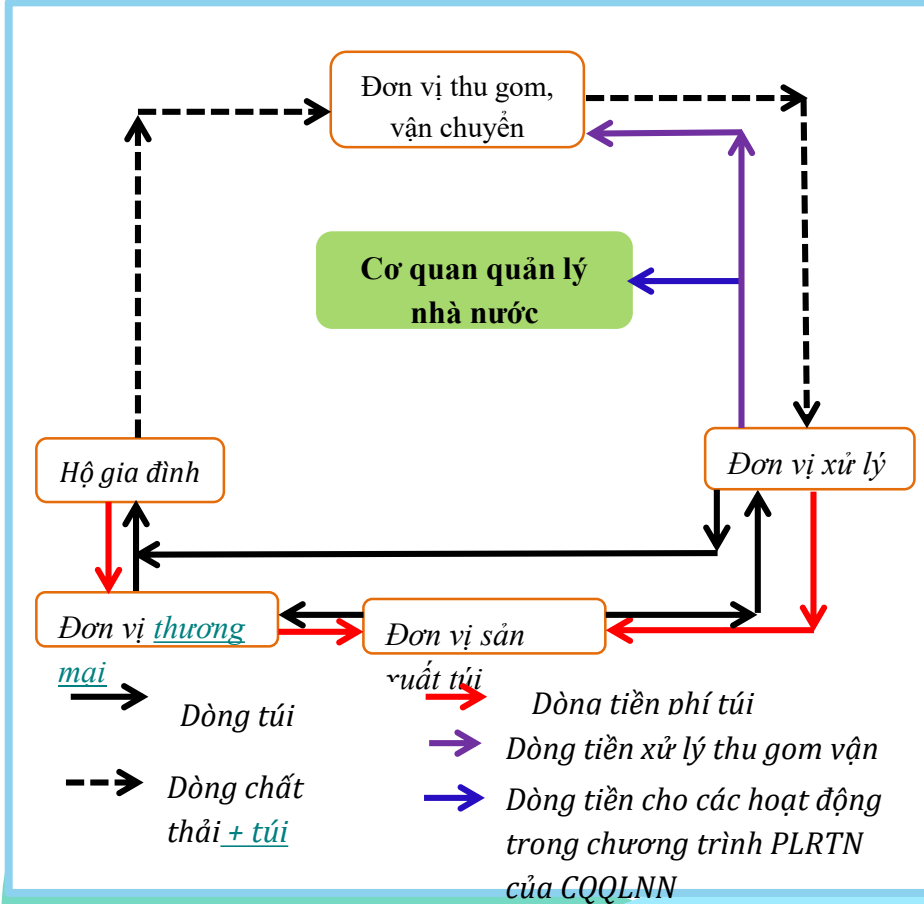 Đơn vị thu gom,
vận chuyển
Cơ quan quản lý
nhà nước
Hộ gia đình
Đơn vị xử lý
Đơn vị thương
mại
Đơn vị sản
xuất túi
Dòng túi
Dòng tiền phí túi
Dòng tiền xử lý thu gom vận
Dòng chất
thải + túi
Dòng tiền cho các hoạt động
trong chương trình PLRTN
của CQQLNN